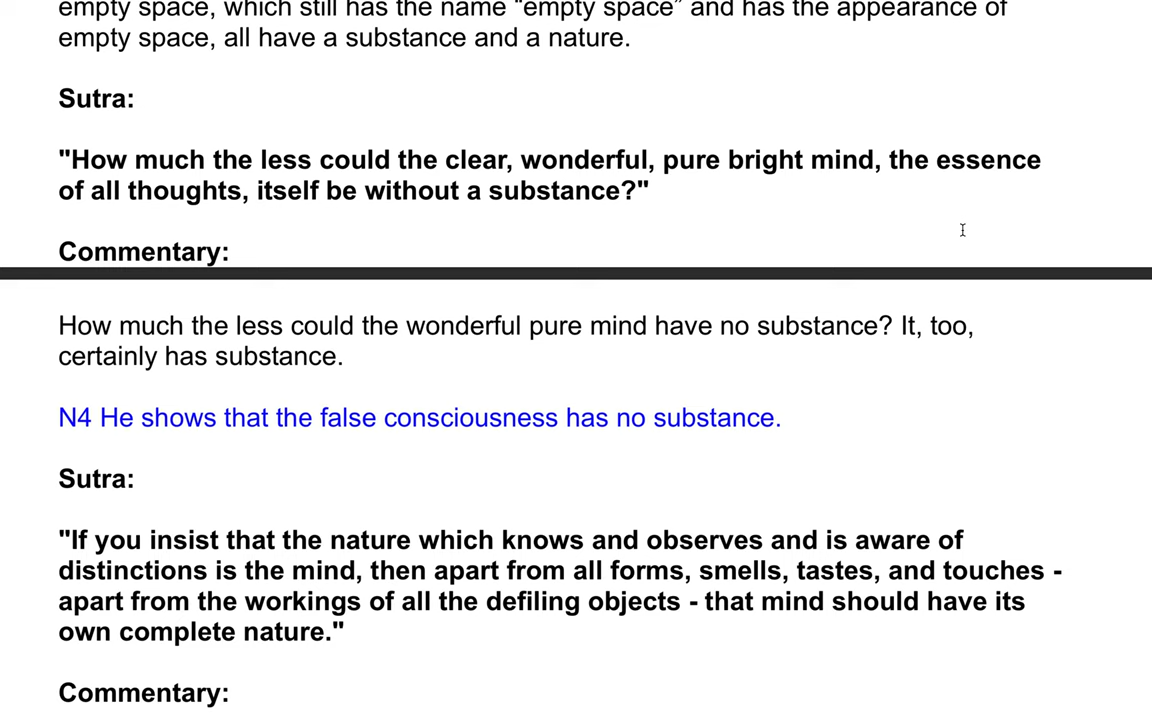 empty space, which still has the name "empty space" and has the appearance of
empty space, all have a substance and a nature.
Sutra:
"How much the less could the clear, wonderful, pure bright mind, the essence
of all thoughts, itself be without a substance?"
Commentary:
How much the less could the wonderful pure mind have no substance? It, too,
certainly has substance.
N4 He shows that the false consciousness has no substance.
Sutra:
"If you insist that the nature which knows and observes and is aware of
distinctions is the mind, then apart from all forms, smells, tastes, and touches -
apart from the workings of all the defiling objects - that mind should have its
own complete nature."
Commentary: